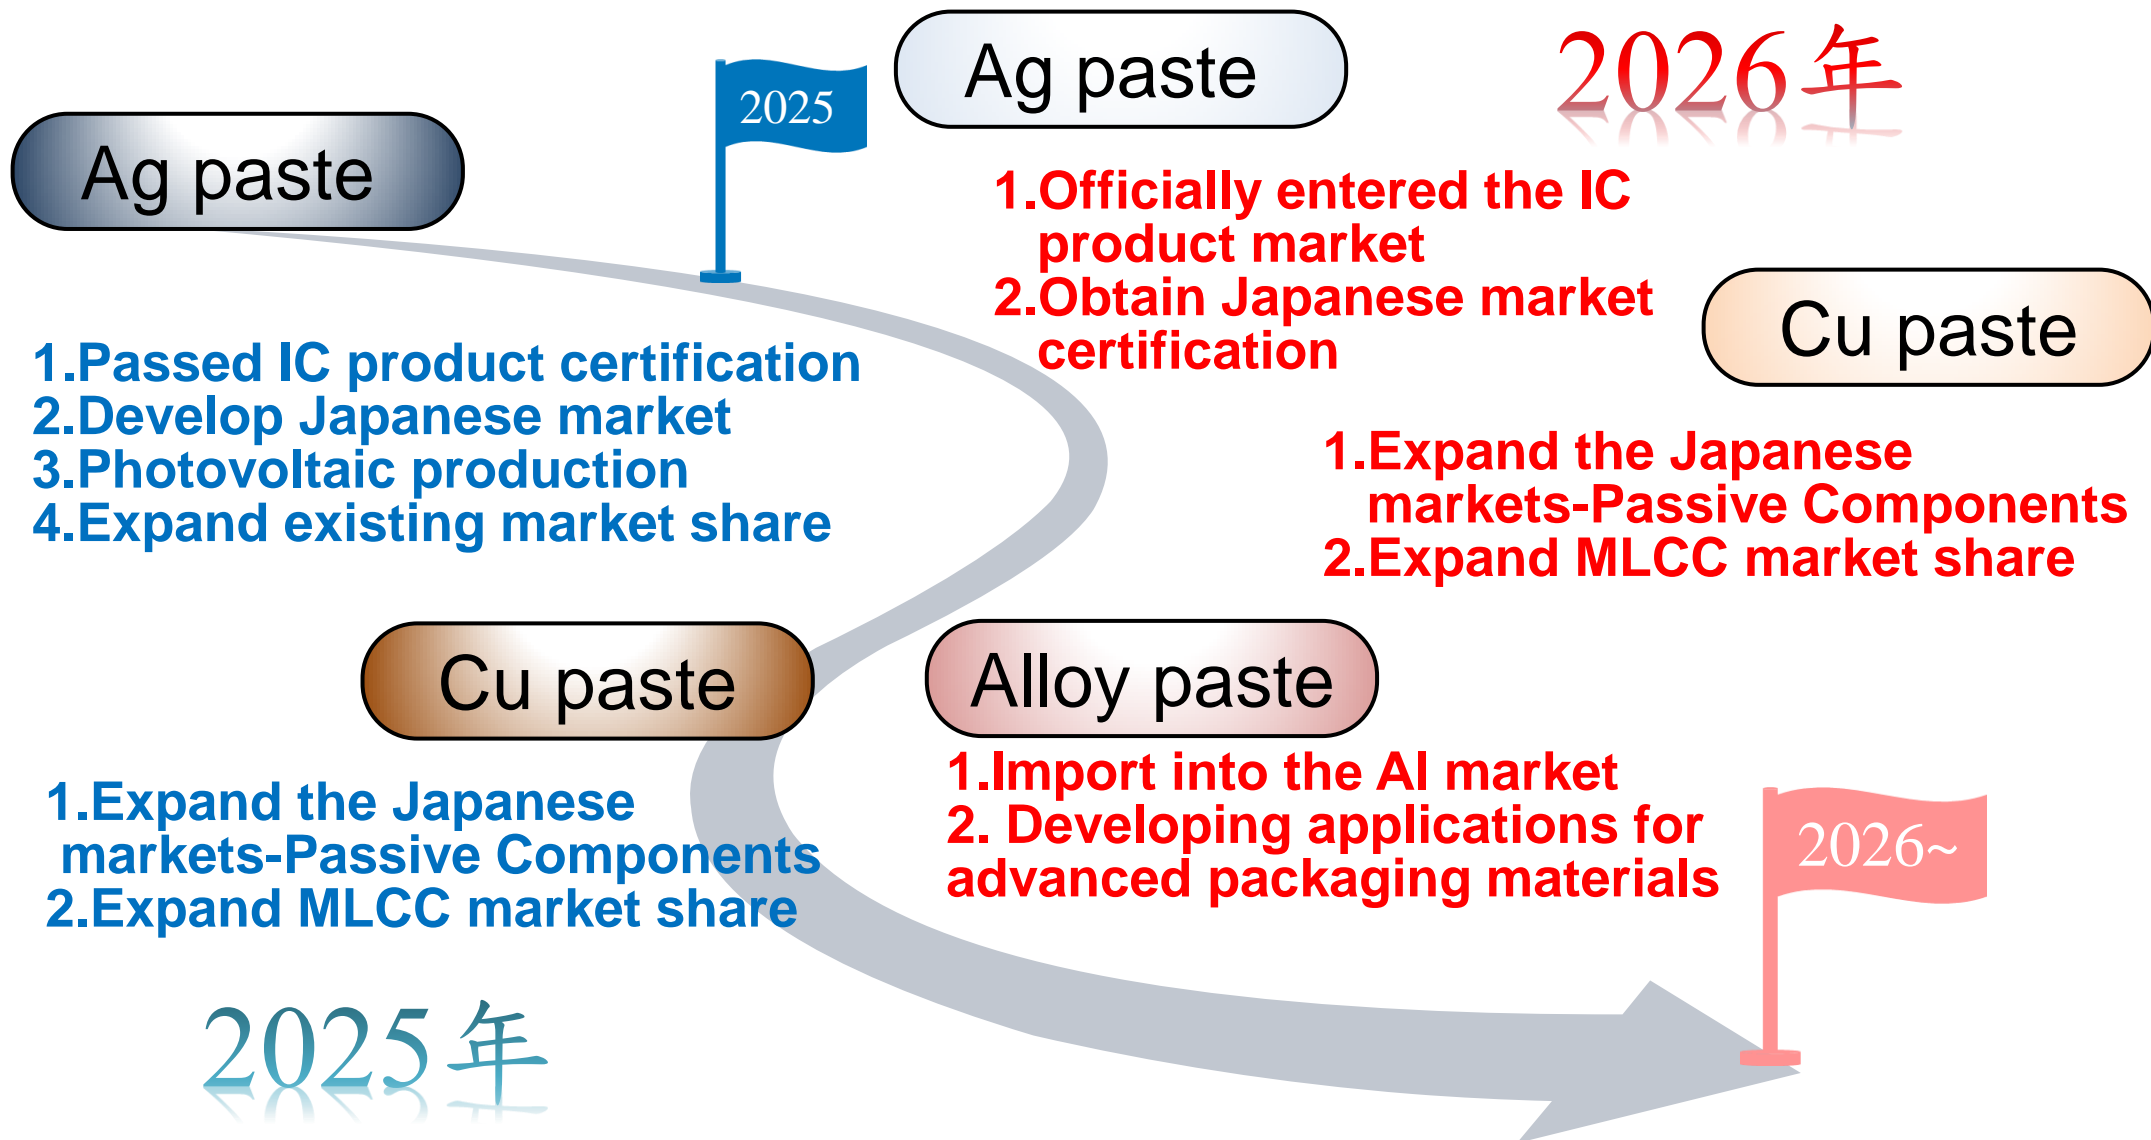 Ag paste
2025
1.Passed IC product certification
2.Develop Japanese market
3.Photovoltaic production
4.Expand existing market share
Cu paste
1.Expand the Japanese
markets-Passive Components
2.Expand MLCC market share
2025年
Ag paste
2026年
1.Officially entered the IC
product market
2.Obtain Japanese market
certification
Cu paste
1.Expand the Japanese
markets-Passive Components
2.Expand MLCC market share
Alloy paste
1.Import into the AI market
2. Developing applications for
advanced packaging materials
2026~